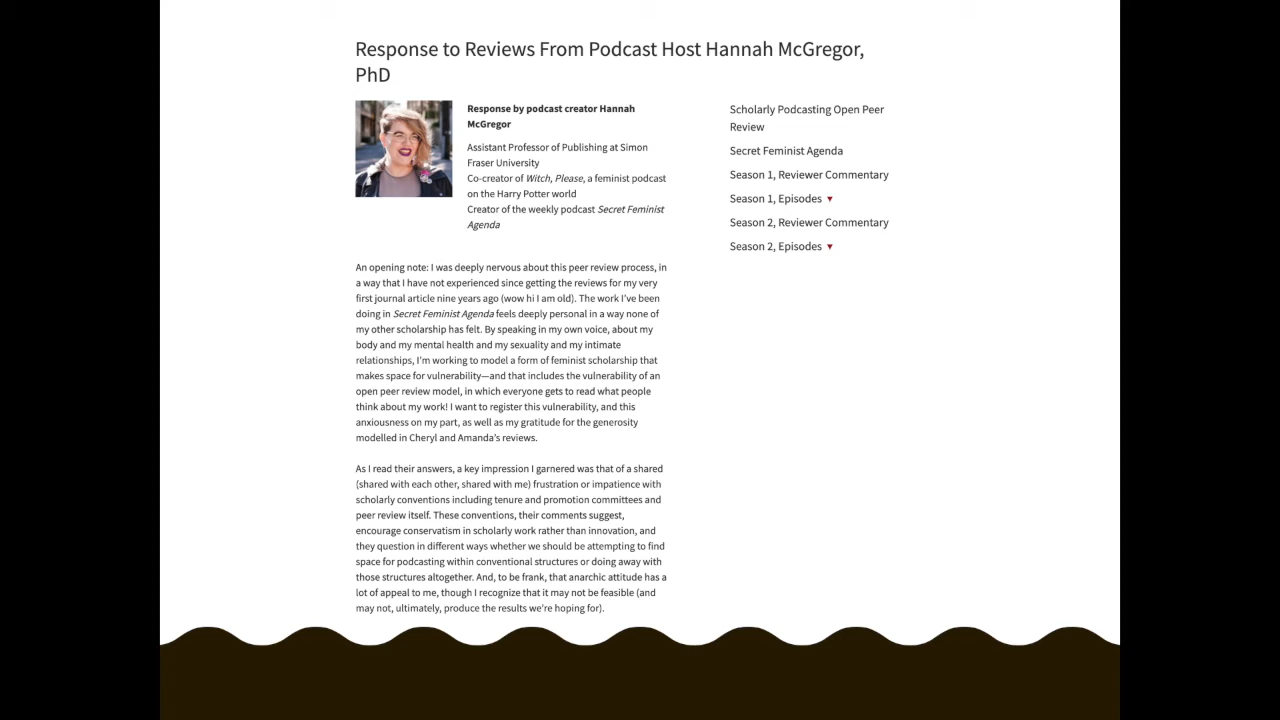 Response to Reviews From Podcast Host Hannah McGregor,
PhD
Response by podcast creator Hannah
McGregor
Assistant Professor of Publishing at Simon
Fraser University
Co-creator of Witch, Please, a feminist podcast
on the Harry Potter world
Creator of the weekly podcast Secret Feminist
Agenda
An opening note: I was deeply nervous about this peer review process, in
a way that I have not experienced since getting the reviews for my very
first journal article nine years ago (wow hi I am old). The work I’ve been
doing in Secret Feminist Agenda feels deeply personal in a way none of
my other scholarship has felt. By speaking in my own voice, about my
body and my mental health and my sexuality and my intimate
relationships, I’m working to model a form of feminist scholarship that
makes space for vulnerability—and that includes the vulnerability of an
open peer review model, in which everyone gets to read what people
think about my work! I want to register this vulnerability, and this
anxiousness on my part, as well as my gratitude for the generosity
modelled in Cheryl and Amanda’s reviews.
As I read their answers, a key impression I garnered was that of a shared
(shared with each other, shared with me) frustration or impatience with
scholarly conventions including tenure and promotion committees and
peer review itself. These conventions, their comments suggest,
encourage conservatism in scholarly work rather than innovation, and
they question in different ways whether we should be attempting to find
space for podcasting within conventional structures or doing away with
those structures altogether. And, to be frank, that anarchic attitude has a
lot of appeal to me, though I recognize that it may not be feasible (and
may not, ultimately, produce the results we’re hoping for).
Scholarly Podcasting Open Peer
Review
Secret Feminist Agenda
Season 1, Reviewer Commentary
Season 1, Episodes ▼
Season 2, Reviewer Commentary
Season 2, Episodes ▼